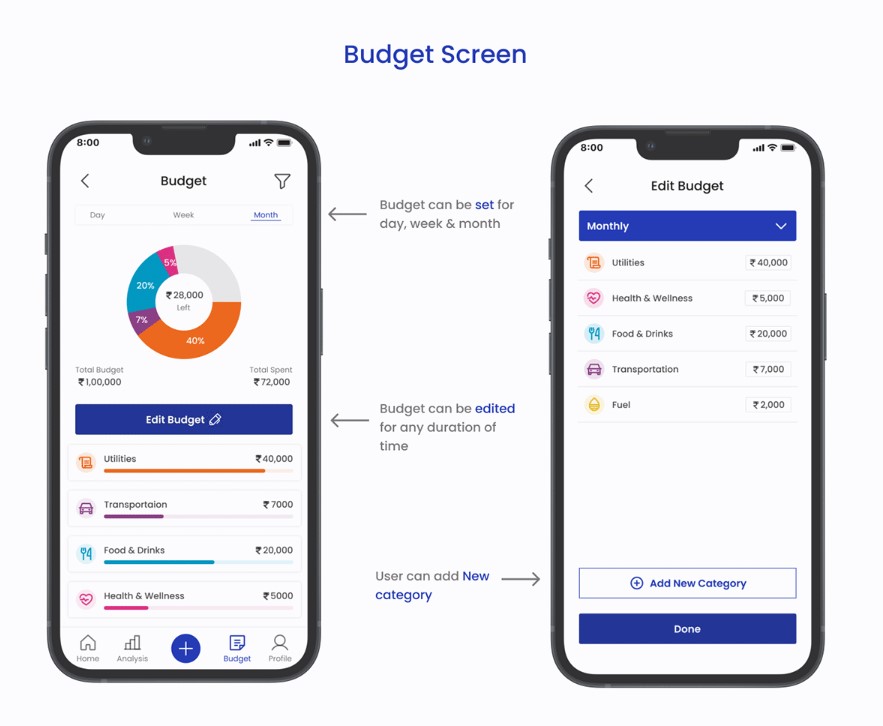 Budget Screen
8:00
Budget
Day Week Month
5%
20%
₹28,000
Left
7%
40%
Total Budget Total Spent
₹1,00,000 ₹72,000
Edit Budget
Utilities ₹40,000
Transportaion ₹7000
Food & Drinks ₹20,000
Health & Wellness ₹5000
Home Analysis Budget Profile
Budget can be set for
day, week & month
Budget can be edited
for any duration of
time
User can add New
category
8:00
Edit Budget
Monthly
Utilities ₹40,000
Health & Wellness ₹5,000
Food & Drinks ₹20,000
Transportation ₹7,000
Fuel ₹2,000
Add New Category
Done